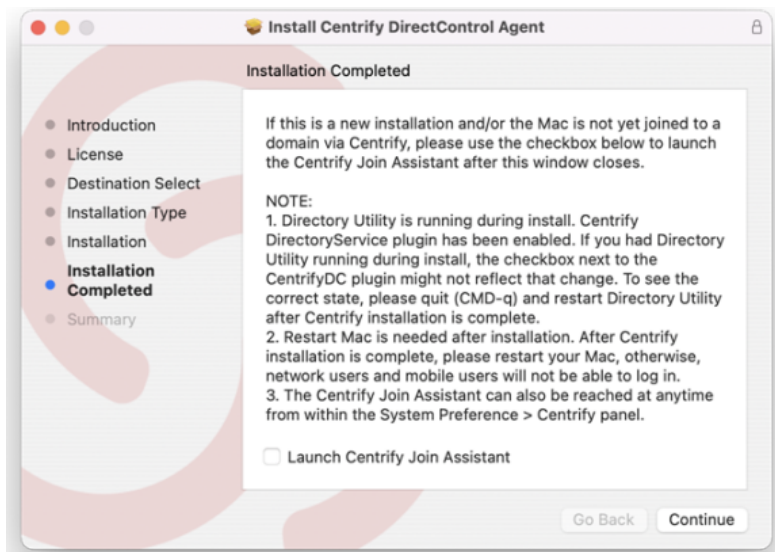 Install Centrify DirectControl Agent
Installation Completed
Introduction
License
Destination Select
Installation Type
Installation
Installation
Completed
Summary
If this is a new installation and/or the Mac is not yet joined to a
domain via Centrify, please use the checkbox below to launch
the Centrify Join Assistant after this window closes.
NOTE:
1. Directory Utility is running during install. Centrify
DirectoryService plugin has been enabled. If you had Directory
Utility running during install, the checkbox next to the
CentrifyDC plugin might not reflect that change. To see the
correct state, please quit (CMD-q) and restart Directory Utility
after Centrify installation is complete.
2. Restart Mac is needed after installation. After Centrify
installation is complete, please restart your Mac, otherwise,
network users and mobile users will not be able to log in.
3. The Centrify Join Assistant can also be reached at anytime
from within the System Preference > Centrify panel.
Launch Centrify Join Assistant
Go Back
Continue